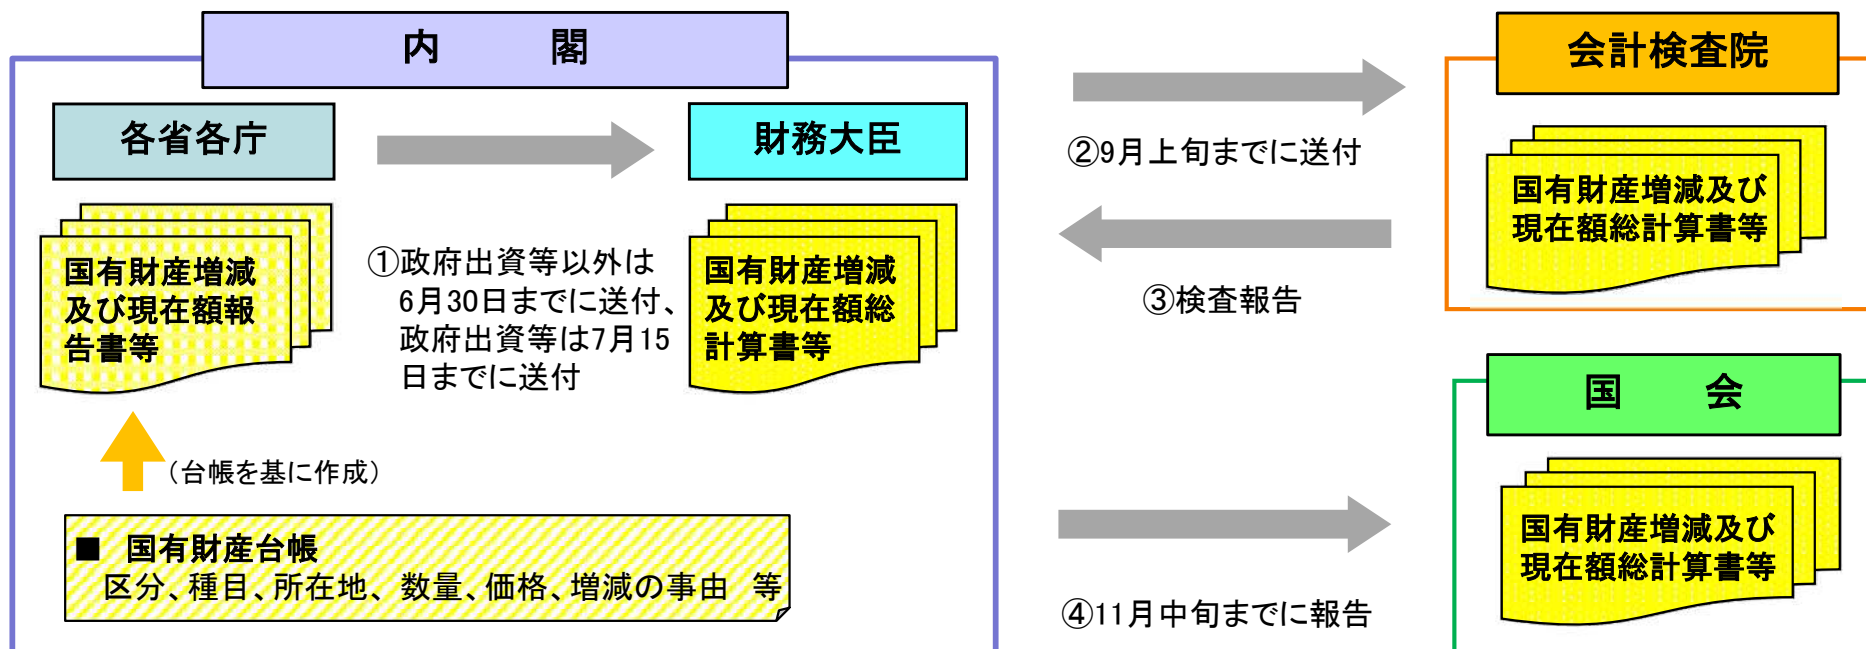 内　閣
各省各庁
国有財産増減
及び現在額報
告書等
①政府出資等以外は
6月30日までに送付、
政府出資等は7月15
日までに送付
財務大臣
国有財産増減
及び現在額総
計算書等
（台帳を基に作成）
■ 国有財産台帳
区分、種目、所在地、数量、価格、増減の事由　等
②9月上旬までに送付
③検査報告
会計検査院
国有財産増減及び
現在額総計算書等
④11月中旬までに報告
国　会
国有財産増減及び
現在額総計算書等